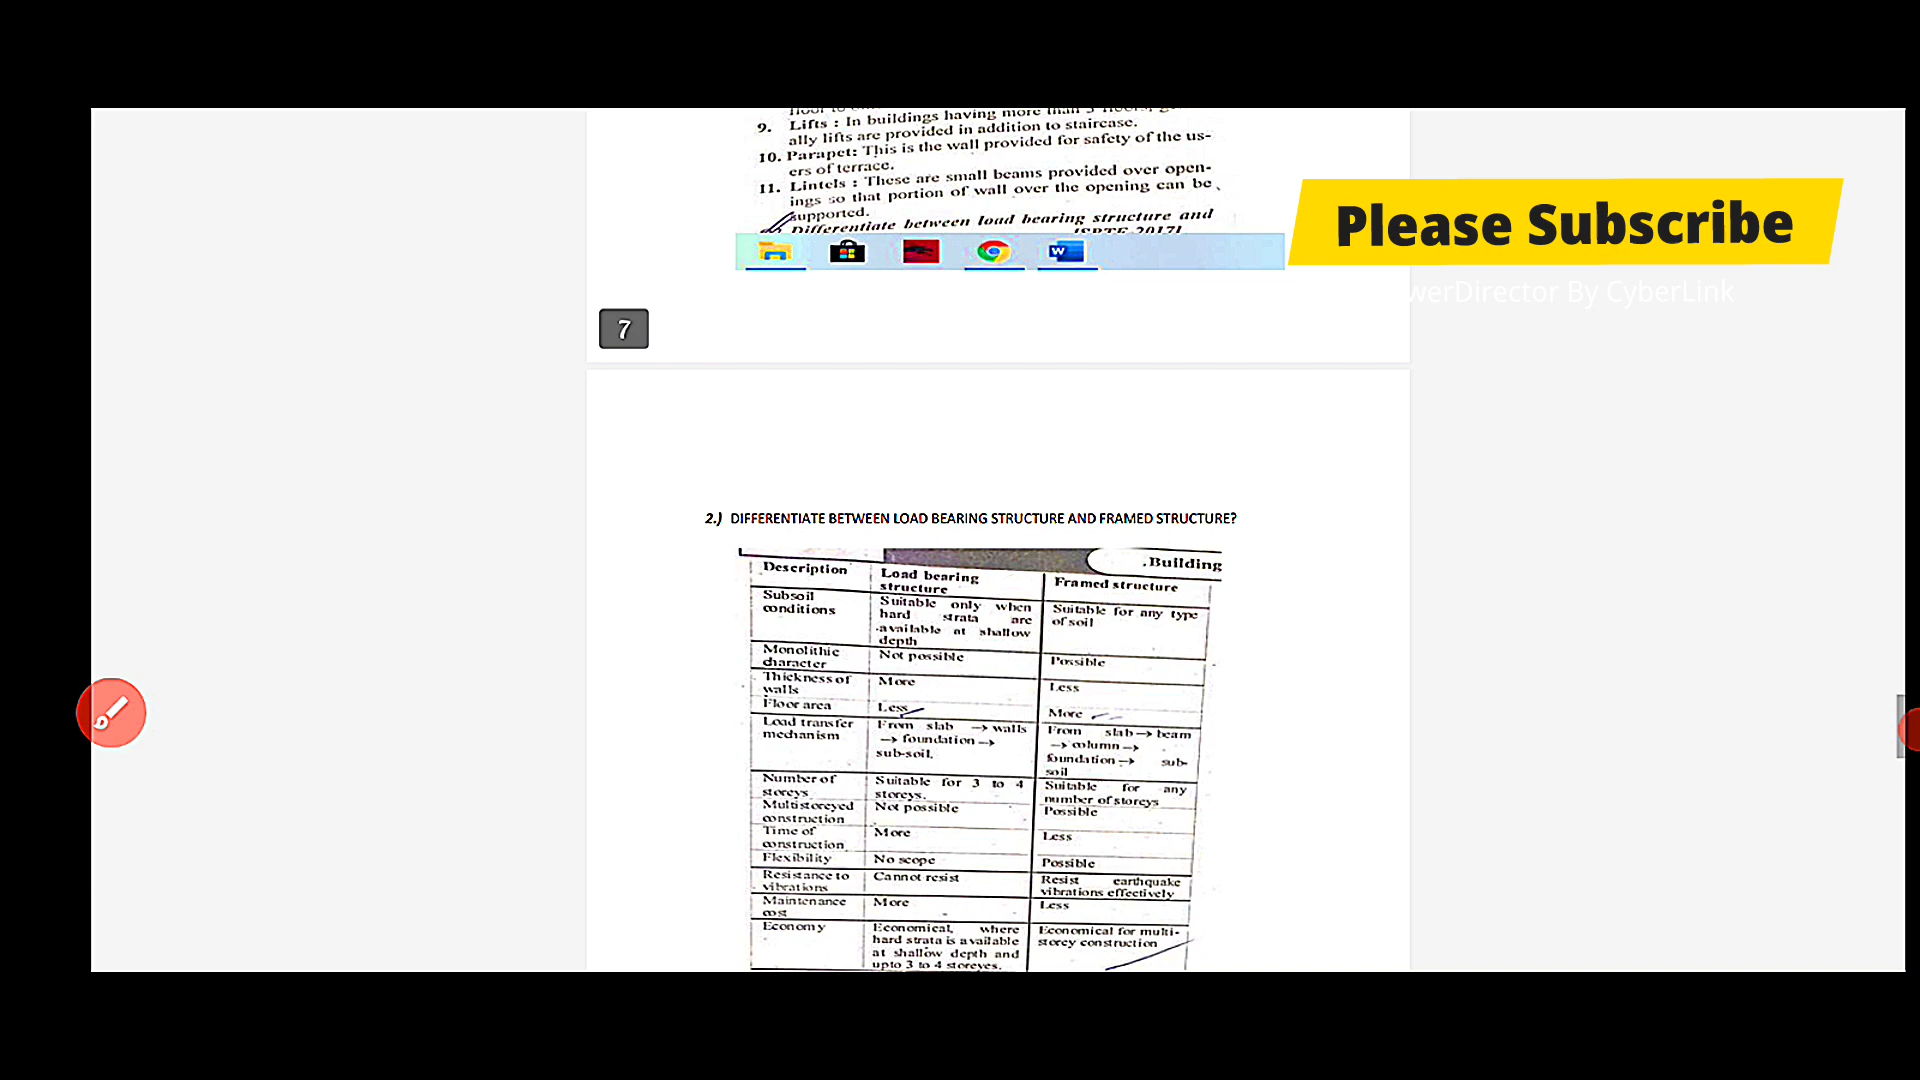 9. Lifts : In buildings having more than 3 floors,
ally lifts are provided in addition to staircase.
10. Parapet: This is the wall provided for safety of the us-
ers of terrace.
11. Lintels : These are small beams provided over open-
ings so that portion of wall over the opening can be
supported.
Differentiate between load bearing structure and
Please Subscribe
werDirector By CyberLink
W
7
2.) DIFFERENTIATE BETWEEN LOAD BEARING STRUCTURE AND FRAMED STRUCTURE?
.Building
Description
Load bearing
structure
Framed structure
Subsoil
conditions
Suitable only when
hard strata are
available at shallow
depth
Suitable for any type
of soil
Monolithic
character
Not possible
Possible
Thickness of
walls
More
Less
Floor area
Less
More
Load transfer
mechanism
From slab → walls
→ foundation →
sub-soil.
From slab → beam
→ column →
foundation → sub-
soil
Number of
storeys
Suitable for 3 to 4
storeys.
Suitable for any
number of storeys
Multistoreyed
construction
Not possible
Possible
Time of
construction
More
Less
Flexibility
No scope
Possible
Resistance to
vibrations
Cannot resist
Resist earthquake
vibrations effectively
Maintenance
cost
More
Less
Economy
Economical, where
hard strata is available
at shallow depth and
upto 3 to 4 storeyes.
Economical for multi-
storey construction